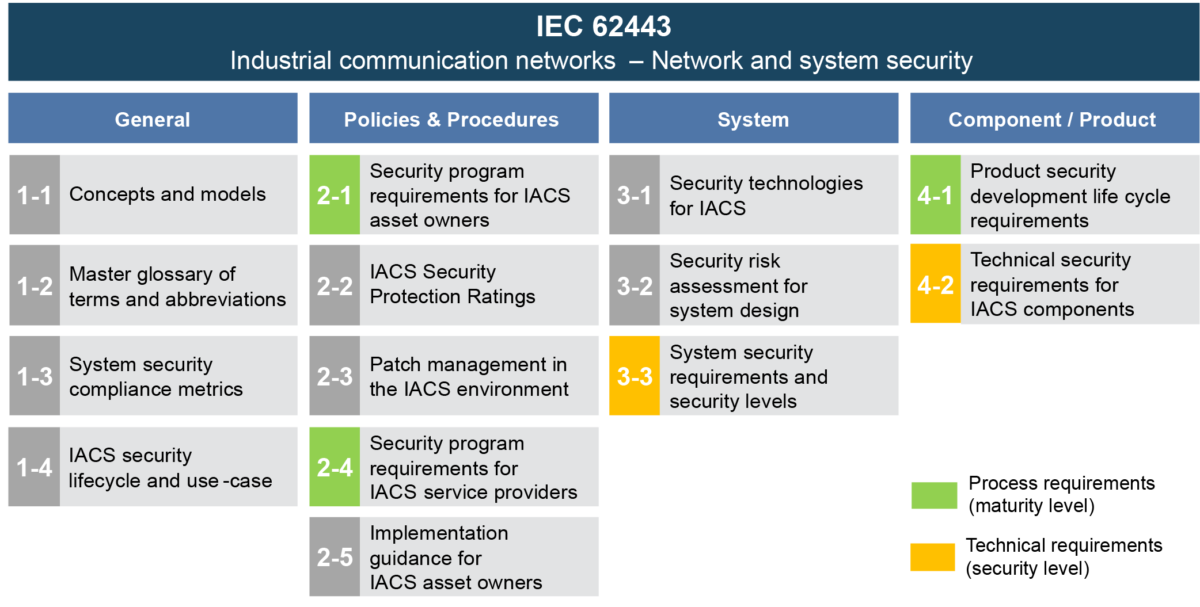 IEC 62443
Industrial communication networks – Network and system security
General
1-1
Concepts and models
1-2
Master glossary of
terms and abbreviations
1-3
System security
compliance metrics
1-4
IACS security
lifecycle and use-case
Policies & Procedures
2-1
Security program
requirements for IACS
asset owners
2-2
IACS Security
Protection Ratings
2-3
Patch management in
the IACS environment
2-4
Security program
requirements for
IACS service providers
2-5
Implementation
guidance for
IACS asset owners
System
3-1
Security technologies
for IACS
3-2
Security risk
assessment for
system design
3-3
System security
requirements and
security levels
Component / Product
4-1
Product security
development life cycle
requirements
4-2
Technical security
requirements for
IACS components
Process requirements
(maturity level)
Technical requirements
(security level)